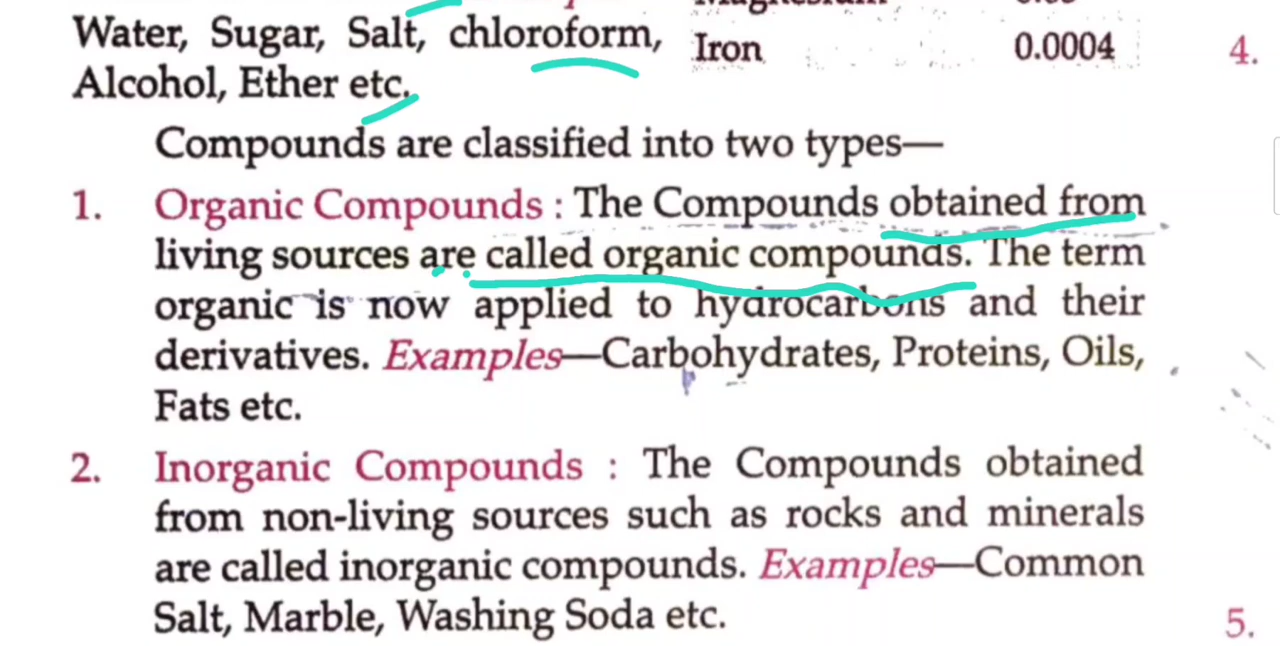 Water, Sugar, Salt, chloroform,
Alcohol, Ether etc.
Iron 0.0004
4.
Compounds are classified into two types—
1. Organic Compounds : The Compounds obtained from
living sources are called organic compounds. The term
organic is now applied to hydrocarbons and their
derivatives. Examples—Carbohydrates, Proteins, Oils,
Fats etc.
2. Inorganic Compounds : The Compounds obtained
from non-living sources such as rocks and minerals
are called inorganic compounds. Examples—Common
Salt, Marble, Washing Soda etc.
5.